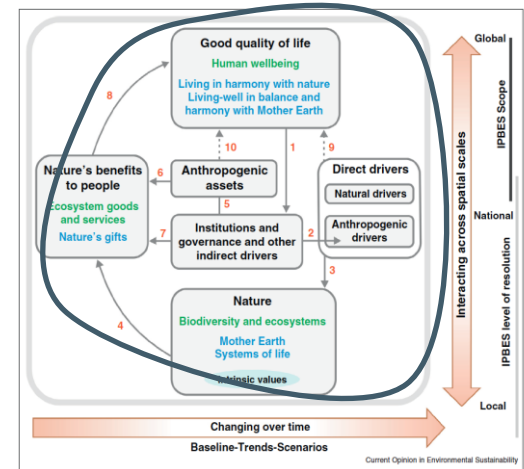 Good quality of life
Human wellbeing
Living in harmony with nature
Living-well in balance and
harmony with Mother Earth
8
10
1
9
Nature's benefits
to people
Ecosystem goods
and services
Nature's gifts
6
Anthropogenic
assets
5
Direct drivers
Natural drivers
Anthropogenic
drivers
7
Institutions and
governance and other
indirect drivers
2
3
4
Nature
Biodiversity and ecosystems
Mother Earth
Systems of life
Intrinsic values
Global
IPBES Scope
Interacting across spatial scales
National
IPBES level of resolution
Local
Changing over time
Baseline-Trends-Scenarios
Current Opinion in Environmental Sustainability